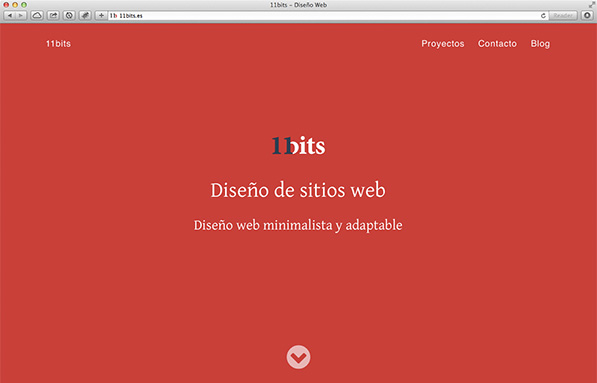 11bits – Diseño Web
11bits.es
Reader
11bits
Proyectos Contacto Blog
11bits
Diseño de sitios web
Diseño web minimalista y adaptable